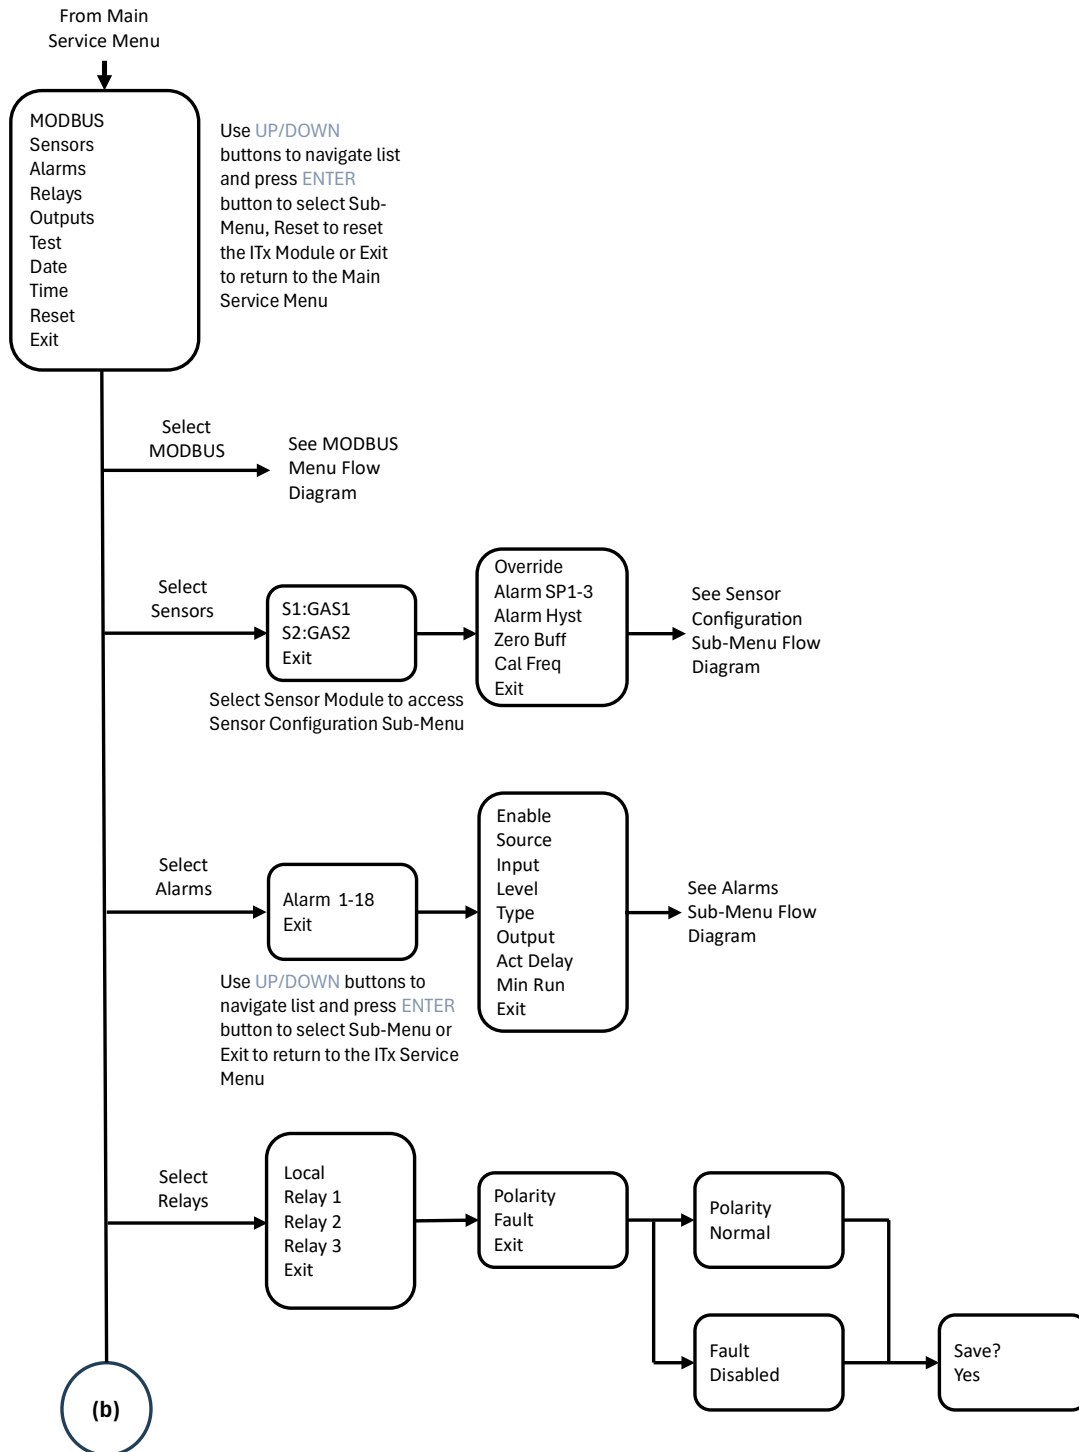 From Main
Service Menu
MODBUS
Sensors
Alarms
Relays
Outputs
Test
Date
Time
Reset
Exit
Use UP/DOWN
buttons to navigate list
and press ENTER
button to select Sub-
Menu, Reset to reset
the ITx Module or Exit
to return to the Main
Service Menu
Select
MODBUS
See MODBUS
Menu Flow
Diagram
Select
Sensors
S1:GAS1
S2:GAS2
Exit
Select Sensor Module to access
Sensor Configuration Sub-Menu
Override
Alarm SP1-3
Alarm Hyst
Zero Buff
Cal Freq
Exit
See Sensor
Configuration
Sub-Menu Flow
Diagram
Select
Alarms
Alarm 1-18
Exit
Use UP/DOWN buttons to
navigate list and press ENTER
button to select Sub-Menu or
Exit to return to the ITx Service
Menu
Enable
Source
Input
Level
Type
Output
Act Delay
Min Run
Exit
See Alarms
Sub-Menu Flow
Diagram
Select
Relays
Local
Relay 1
Relay 2
Relay 3
Exit
Polarity
Fault
Exit
Polarity
Normal
Fault
Disabled
Save?
Yes
(b)